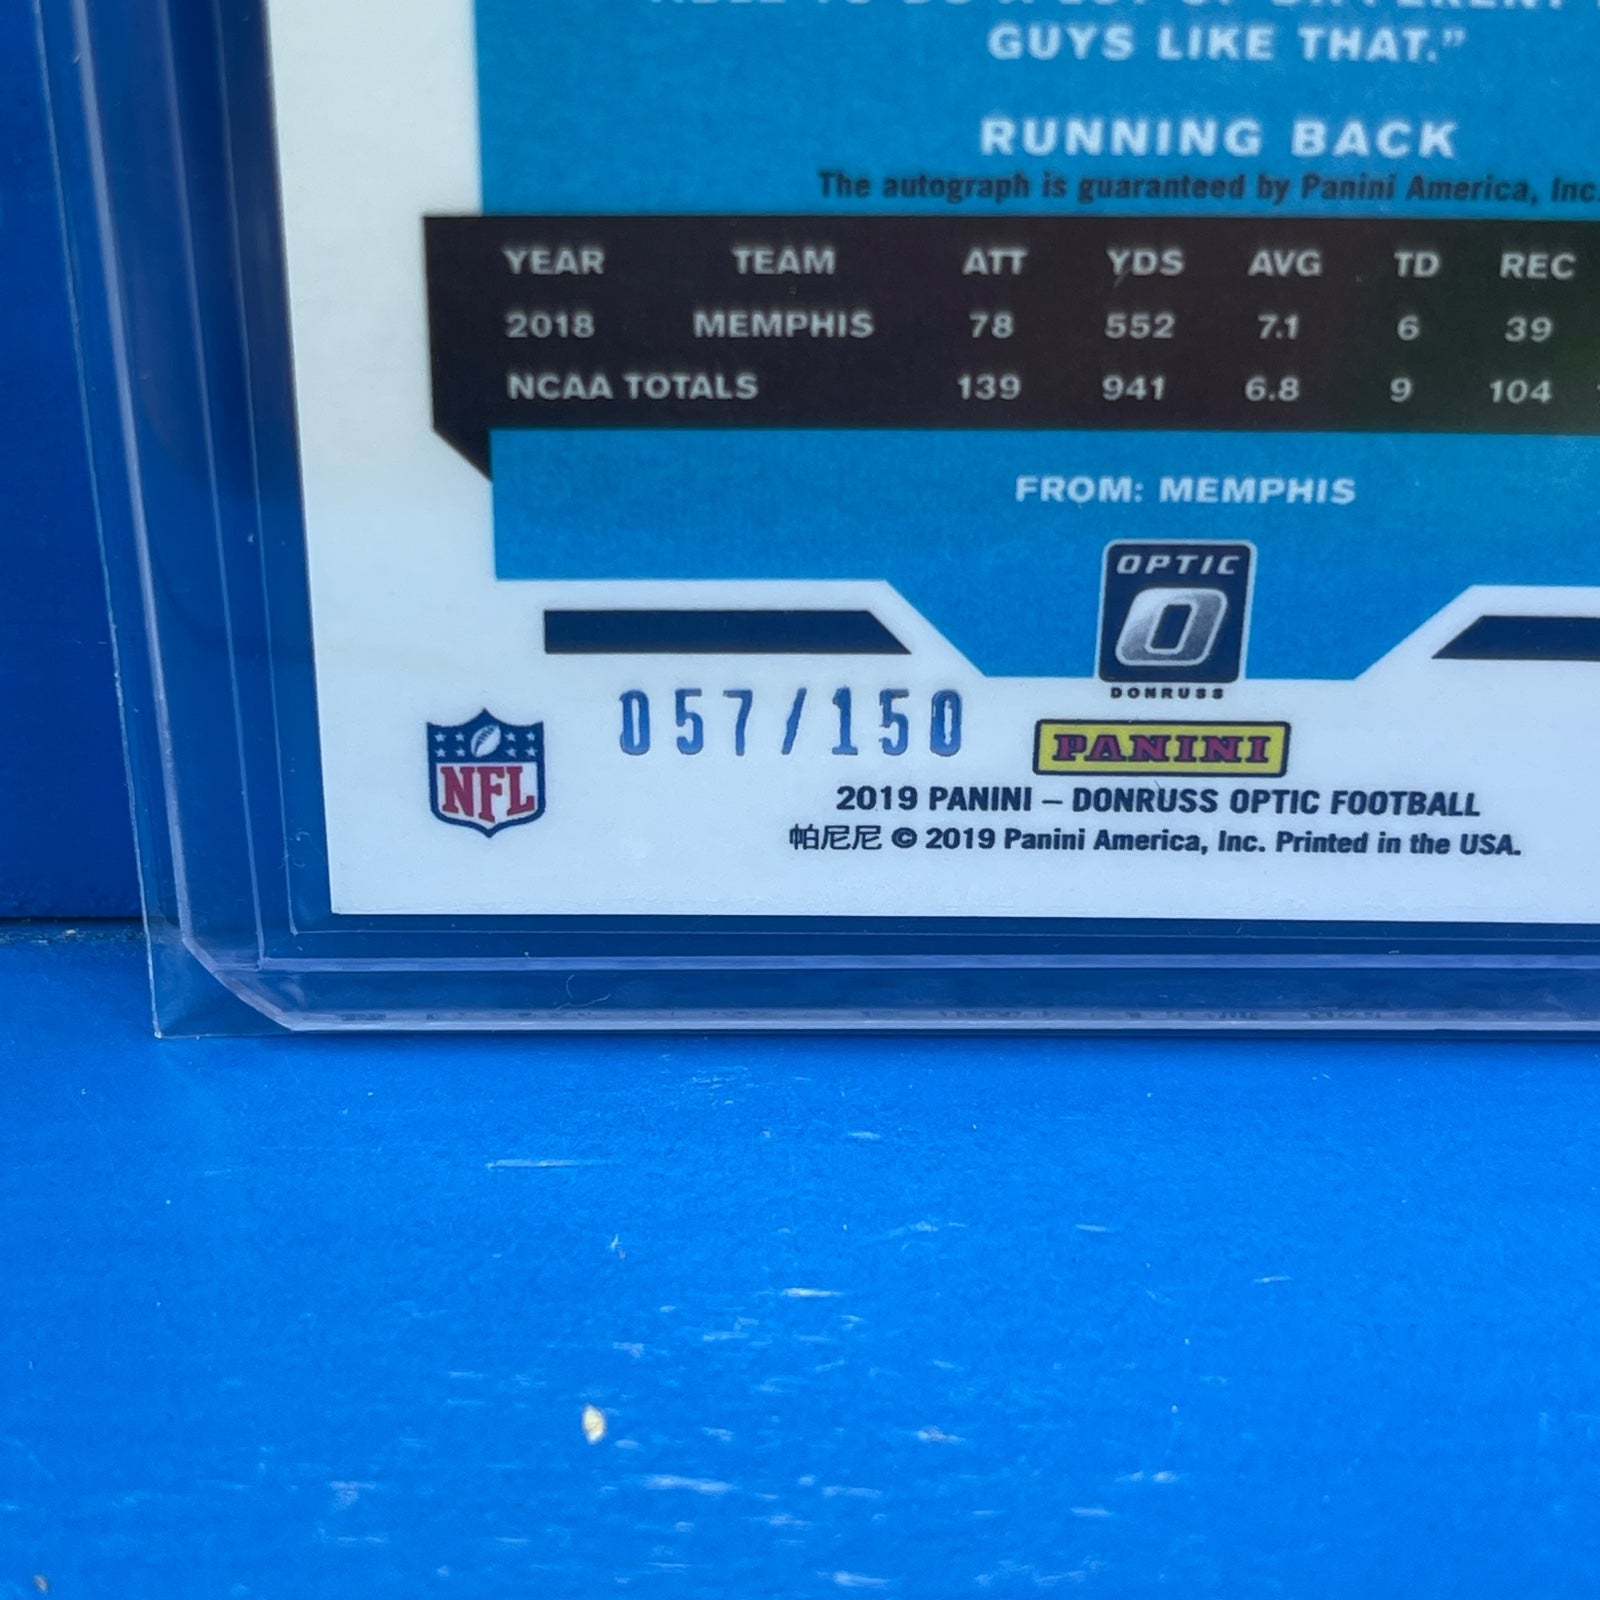 GUYS LIKE THAT."
RUNNING BACK
The autograph is guaranteed by Panini America, Inc.
YEAR TEAM ATT YDS AVG TD REC
2018 MEMPHIS 78 552 7.1 6 39
NCAA TOTALS 139 941 6.8 9 104
FROM: MEMPHIS
OPTIC
O
DONRUSS
057/150
NFL
PANINI
2019 PANINI – DONRUSS OPTIC FOOTBALL
帕尼尼 © 2019 Panini America, Inc. Printed in the USA.